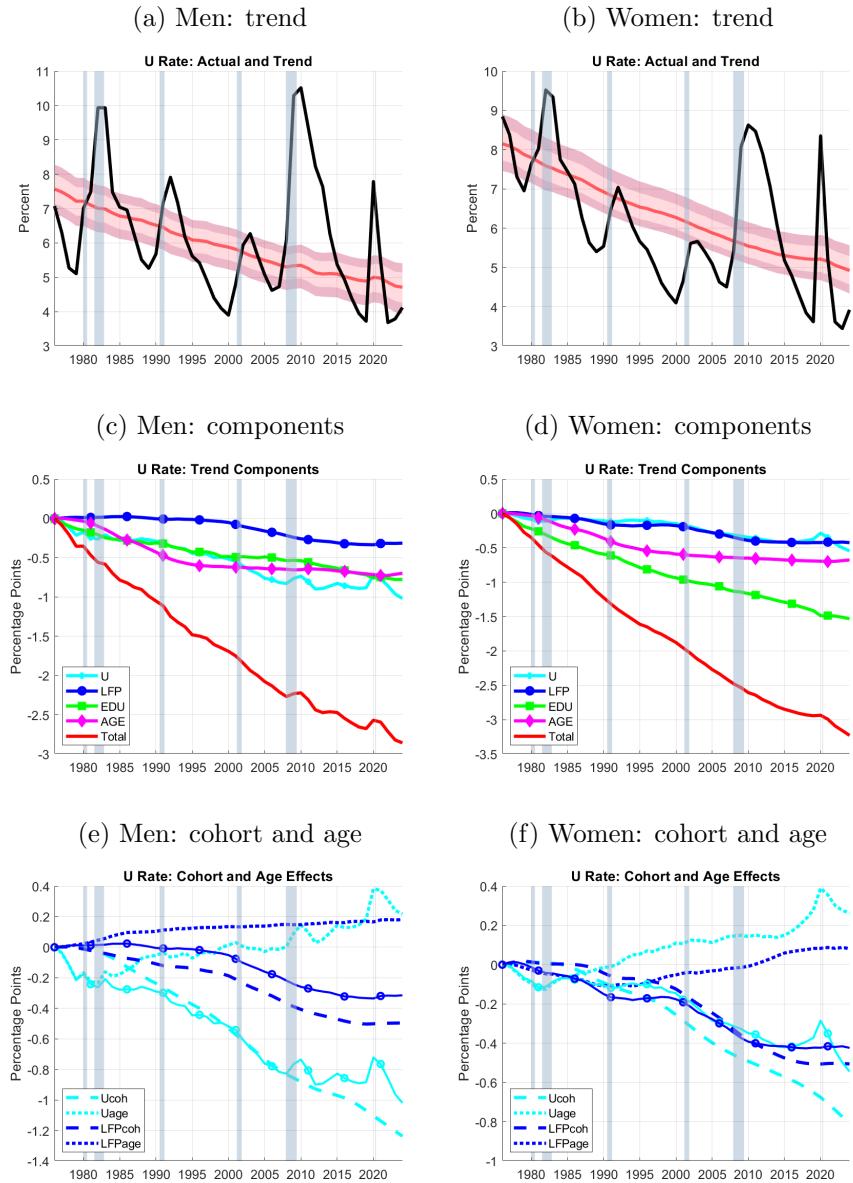 (a) Men: trend
U Rate: Actual and Trend
Percent
11
10
9
8
7
6
5
4
3
1980 1985 1990 1995 2000 2005 2010 2015 2020
(b) Women: trend
U Rate: Actual and Trend
Percent
10
9
8
7
6
5
4
3
1980 1985 1990 1995 2000 2005 2010 2015 2020
(c) Men: components
U Rate: Trend Components
Percentage Points
0.5
0
-0.5
-1
-1.5
-2
-2.5
-3
U
LFP
EDU
AGE
Total
1980 1985 1990 1995 2000 2005 2010 2015 2020
(d) Women: components
U Rate: Trend Components
Percentage Points
0.5
0
-0.5
-1
-1.5
-2
-2.5
-3
-3.5
U
LFP
EDU
AGE
Total
1980 1985 1990 1995 2000 2005 2010 2015 2020
(e) Men: cohort and age
U Rate: Cohort and Age Effects
Percentage Points
0.4
0.2
0
-0.2
-0.4
-0.6
-0.8
-1
-1.2
-1.4
Ucoh
Uage
LFPcoh
LFPage
1980 1985 1990 1995 2000 2005 2010 2015 2020
(f) Women: cohort and age
U Rate: Cohort and Age Effects
Percentage Points
0.4
0.2
0
-0.2
-0.4
-0.6
-0.8
-1
Ucoh
Uage
LFPcoh
LFPage
1980 1985 1990 1995 2000 2005 2010 2015 2020